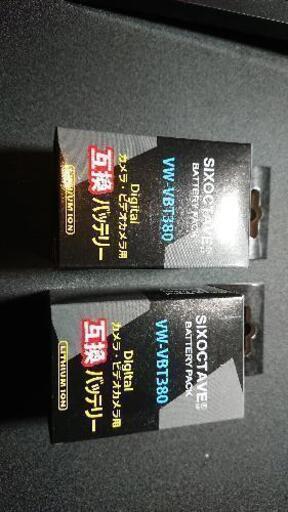 SIXOCTAVE®
BATTERY PACK
VW-VBT380
Digital
カメラ・ビデオカメラ用
互換バッテリー
LITHIUM ION
SIXOCTAVE®
BATTERY PACK
VW-VBT380
Digital
カメラ・ビデオカメラ用
互換バッテリー
LITHIUM ION